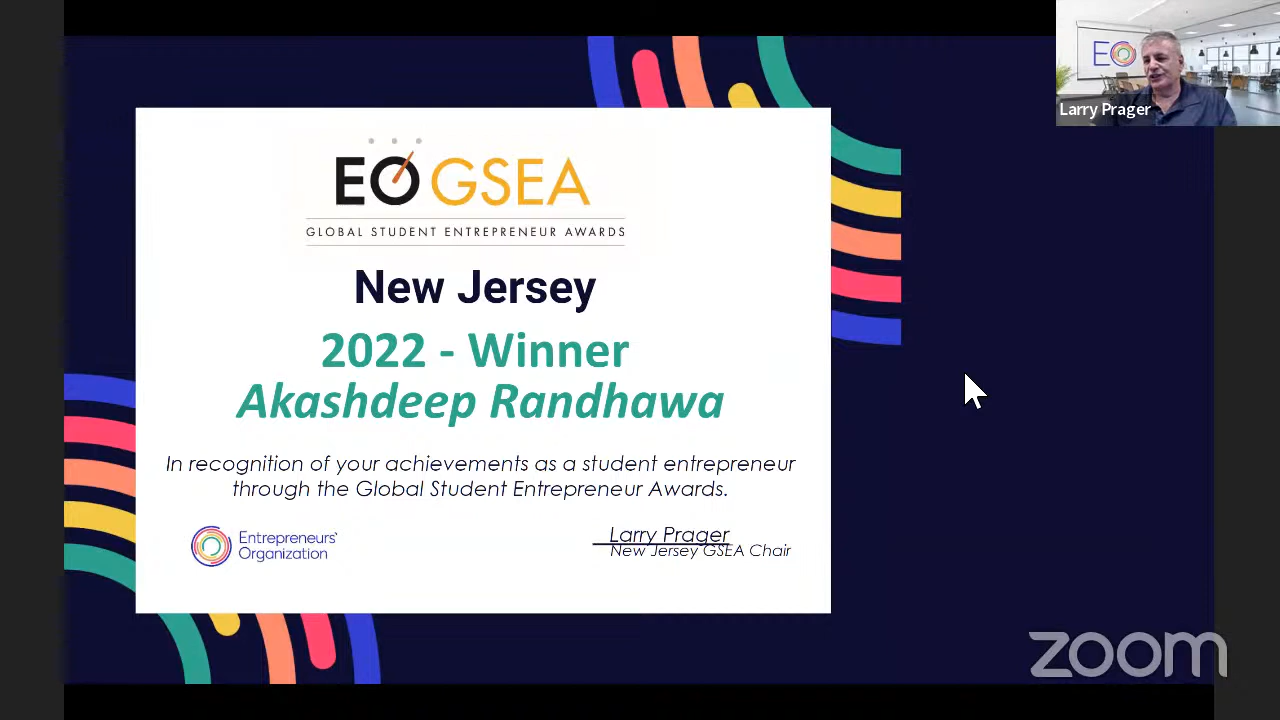 EO
Larry Prager
EO GSEA
GLOBAL STUDENT ENTREPRENEUR AWARDS
New Jersey
2022 - Winner
Akashdeep Randhawa
In recognition of your achievements as a student entrepreneur
through the Global Student Entrepreneur Awards.
Entrepreneurs'
Organization
Larry Prager
New Jersey GSEA Chair
zoom